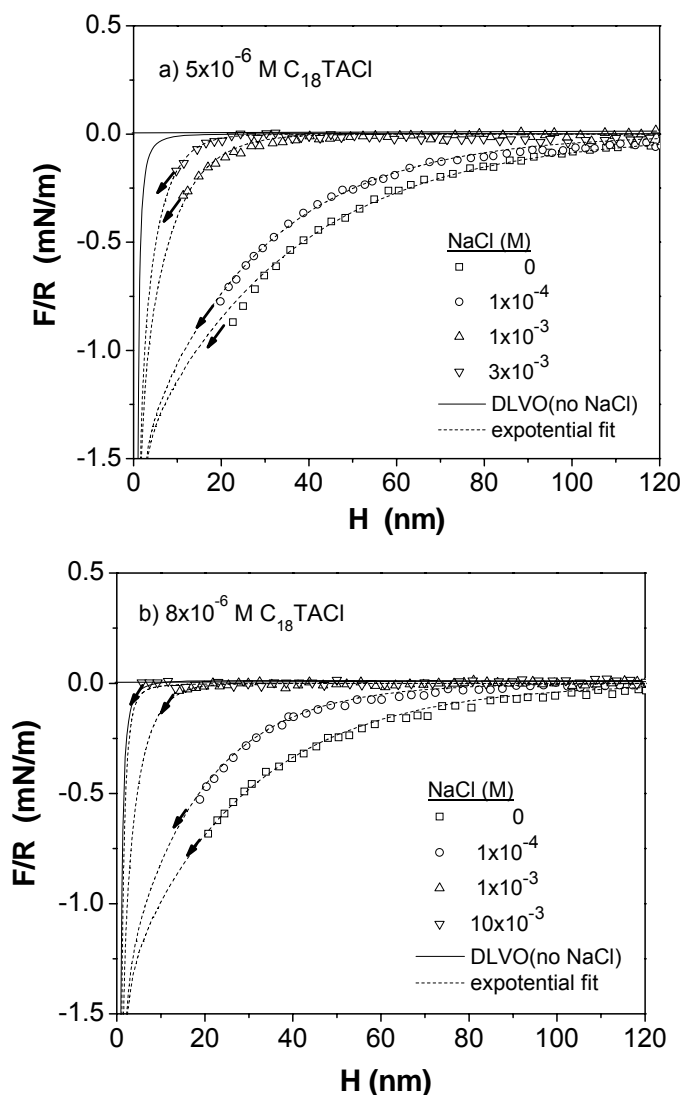 0.5
a) 5x10⁻⁶ M C₁₈TACl
0.0
-0.5
-1.0
-1.5
F/R (mN/m)
NaCl (M)
0
1x10⁻⁴
1x10⁻³
3x10⁻³
DLVO(no NaCl)
expotential fit
0 20 40 60 80 100 120
H (nm)
0.5
b) 8x10⁻⁶ M C₁₈TACl
0.0
-0.5
-1.0
-1.5
F/R (mN/m)
NaCl (M)
0
1x10⁻⁴
1x10⁻³
10x10⁻³
DLVO(no NaCl)
expotential fit
0 20 40 60 80 100 120
H (nm)